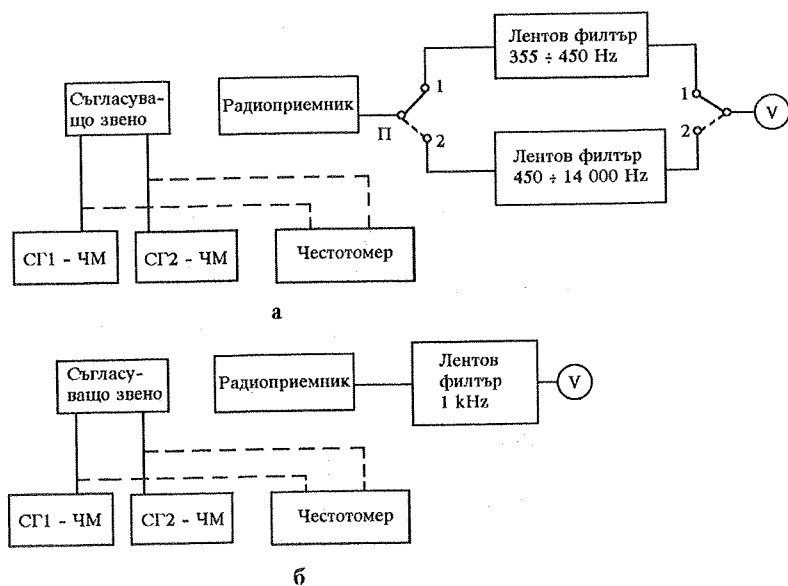 Лентов филтър
355 ÷ 450 Hz
Съгласува-
що звено
Радиоприемник
1
1
V
П
2
2
Лентов филтър
450 ÷ 14 000 Hz
СГ1 - ЧМ
СГ2 - ЧМ
Честотомер
а
Съгласу-
ващо звено
Радиоприемник
Лентов
филтър
1 kHz
V
СГ1 - ЧМ
СГ2 - ЧМ
Честотомер
б